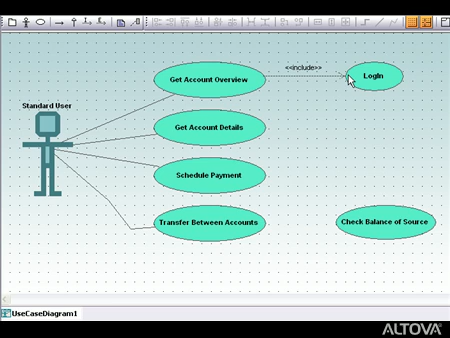 <<include>>
Get Account Overview
LogIn
Standard User
Get Account Details
Schedule Payment
Transfer Between Accounts
Check Balance of Source
UseCaseDiagram1
ALTOVA®